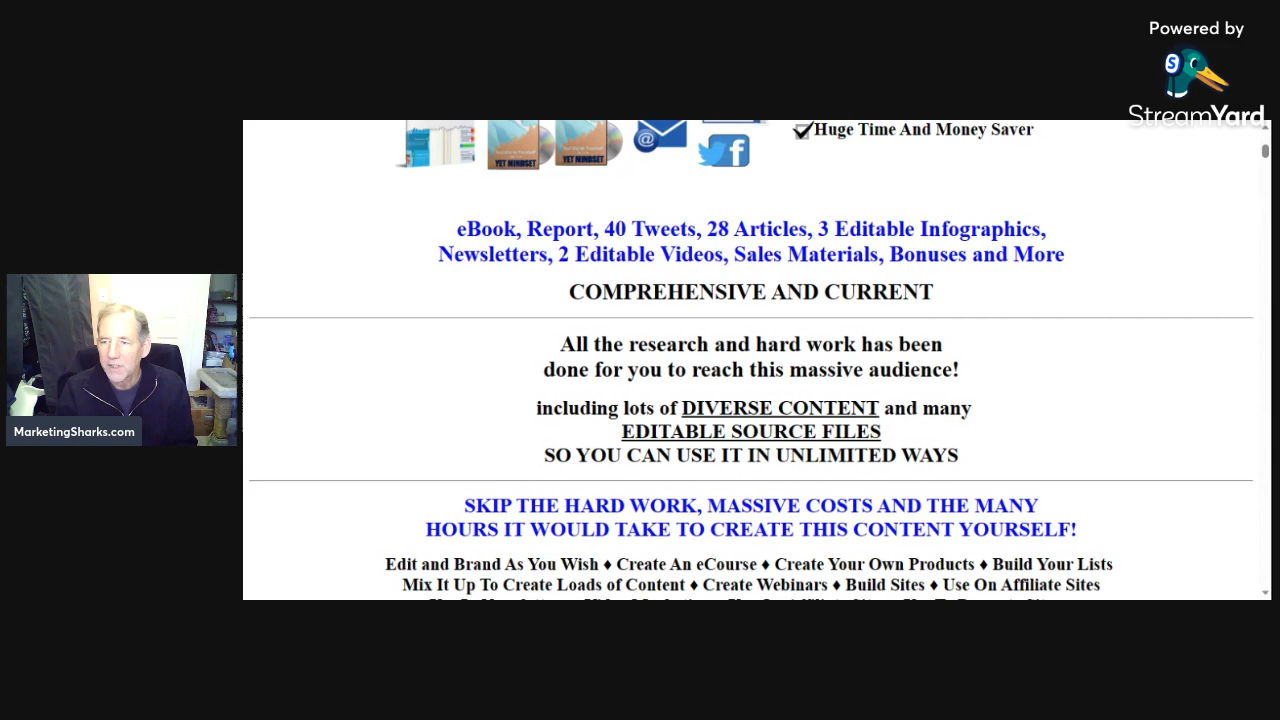 Powered by
StreamYard
Huge Time And Money Saver
YET MINDSET
YET MINDSET
eBook, Report, 40 Tweets, 28 Articles, 3 Editable Infographics,
Newsletters, 2 Editable Videos, Sales Materials, Bonuses and More
COMPREHENSIVE AND CURRENT
All the research and hard work has been
done for you to reach this massive audience!
including lots of DIVERSE CONTENT and many
EDITABLE SOURCE FILES
SO YOU CAN USE IT IN UNLIMITED WAYS
MarketingSharks.com
SKIP THE HARD WORK, MASSIVE COSTS AND THE MANY
HOURS IT WOULD TAKE TO CREATE THIS CONTENT YOURSELF!
Edit and Brand As You Wish ♦ Create An eCourse ♦ Create Your Own Products ♦ Build Your Lists
Mix It Up To Create Loads of Content ♦ Create Webinars ♦ Build Sites ♦ Use On Affiliate Sites